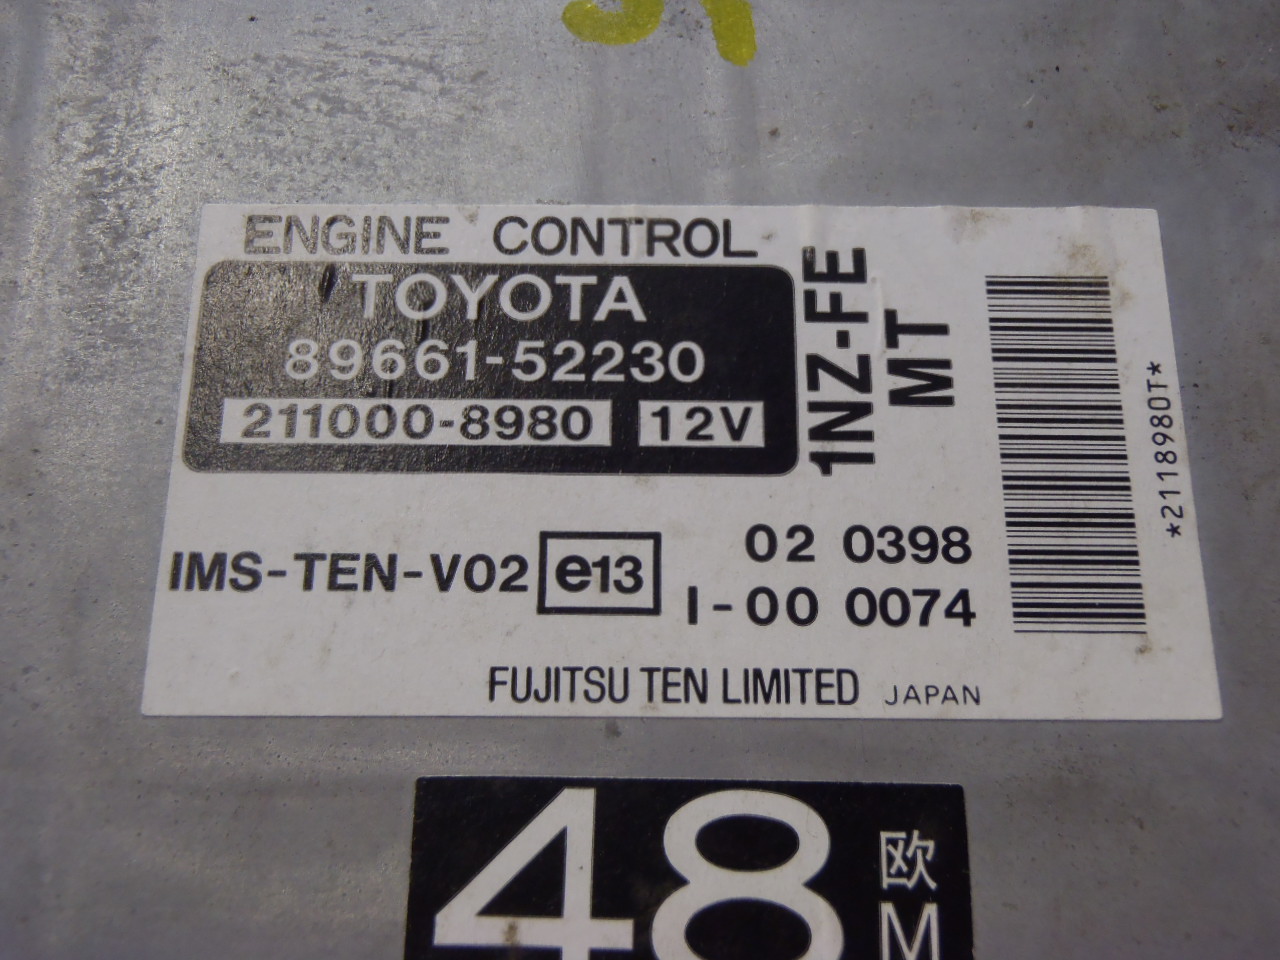 ENGINE CONTROL
TOYOTA
89661-52230
211000-8980 12V
1NZ-FE
MT
*2118980T*
IMS-TEN-V02 e13 02 0398
I-00 0074
FUJITSU TEN LIMITED JAPAN
48 欧
M